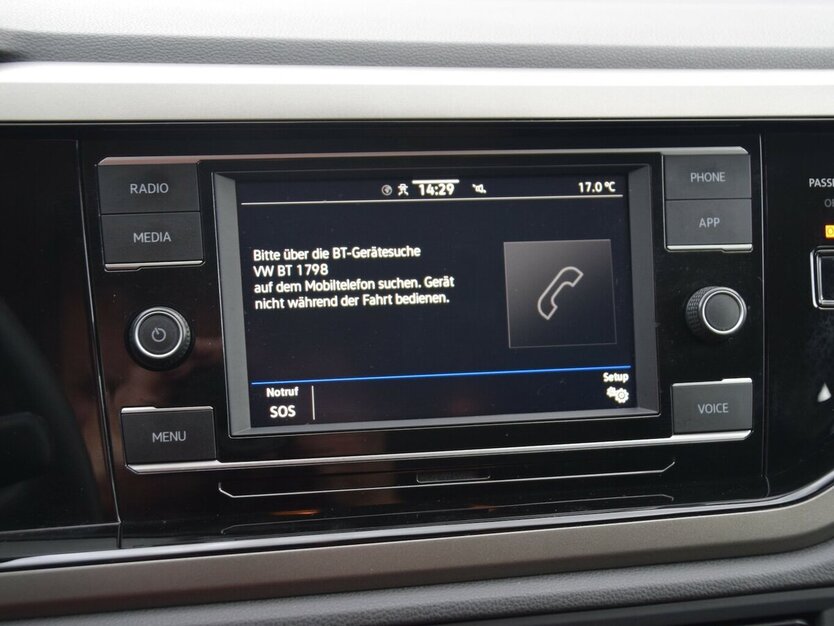 RADIO
MEDIA
MENU
14:29
17.0°C
Bitte über die BT-Gerätesuche
VW BT 1798
auf dem Mobiltelefon suchen. Gerät
nicht während der Fahrt bedienen.
Notruf
SOS
Setup
PHONE
APP
VOICE